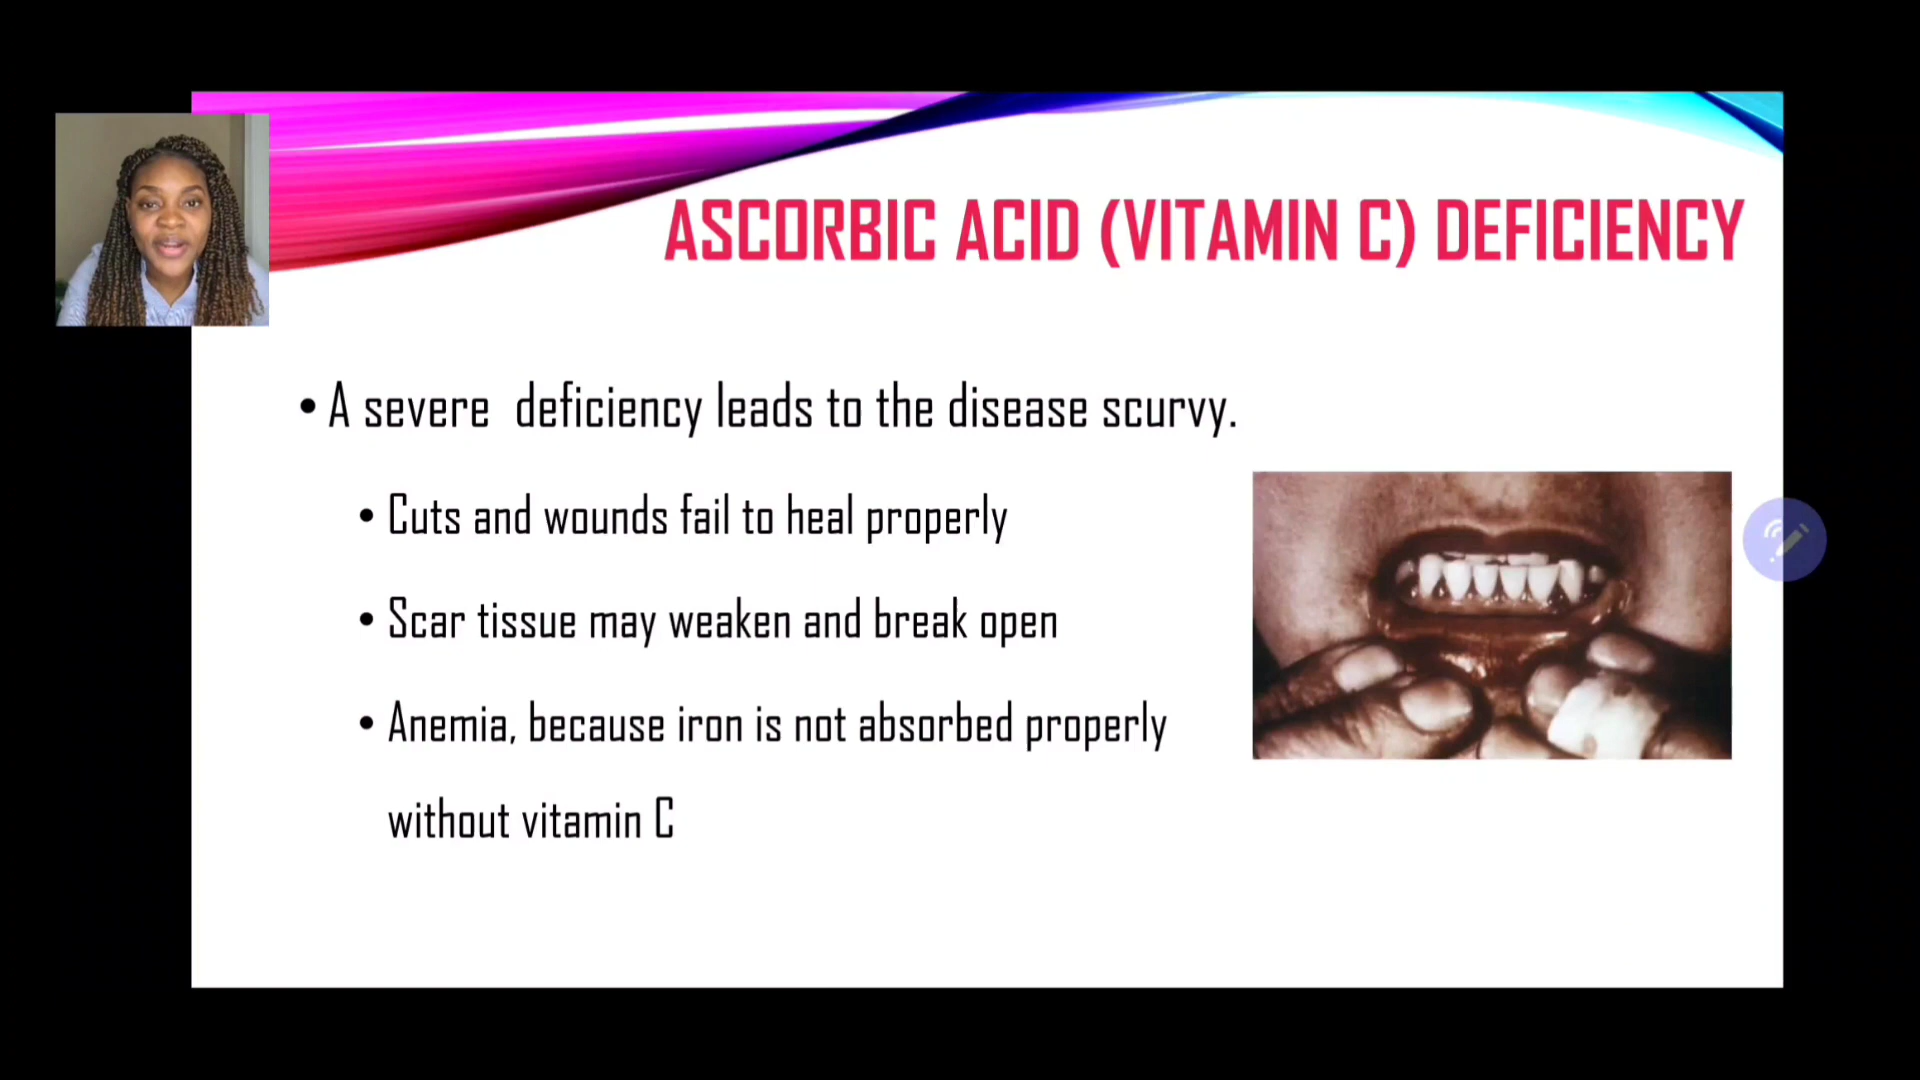 ASCORBIC ACID (VITAMIN C) DEFICIENCY
• A severe deficiency leads to the disease scurvy.
• Cuts and wounds fail to heal properly
• Scar tissue may weaken and break open
• Anemia, because iron is not absorbed properly
without vitamin C